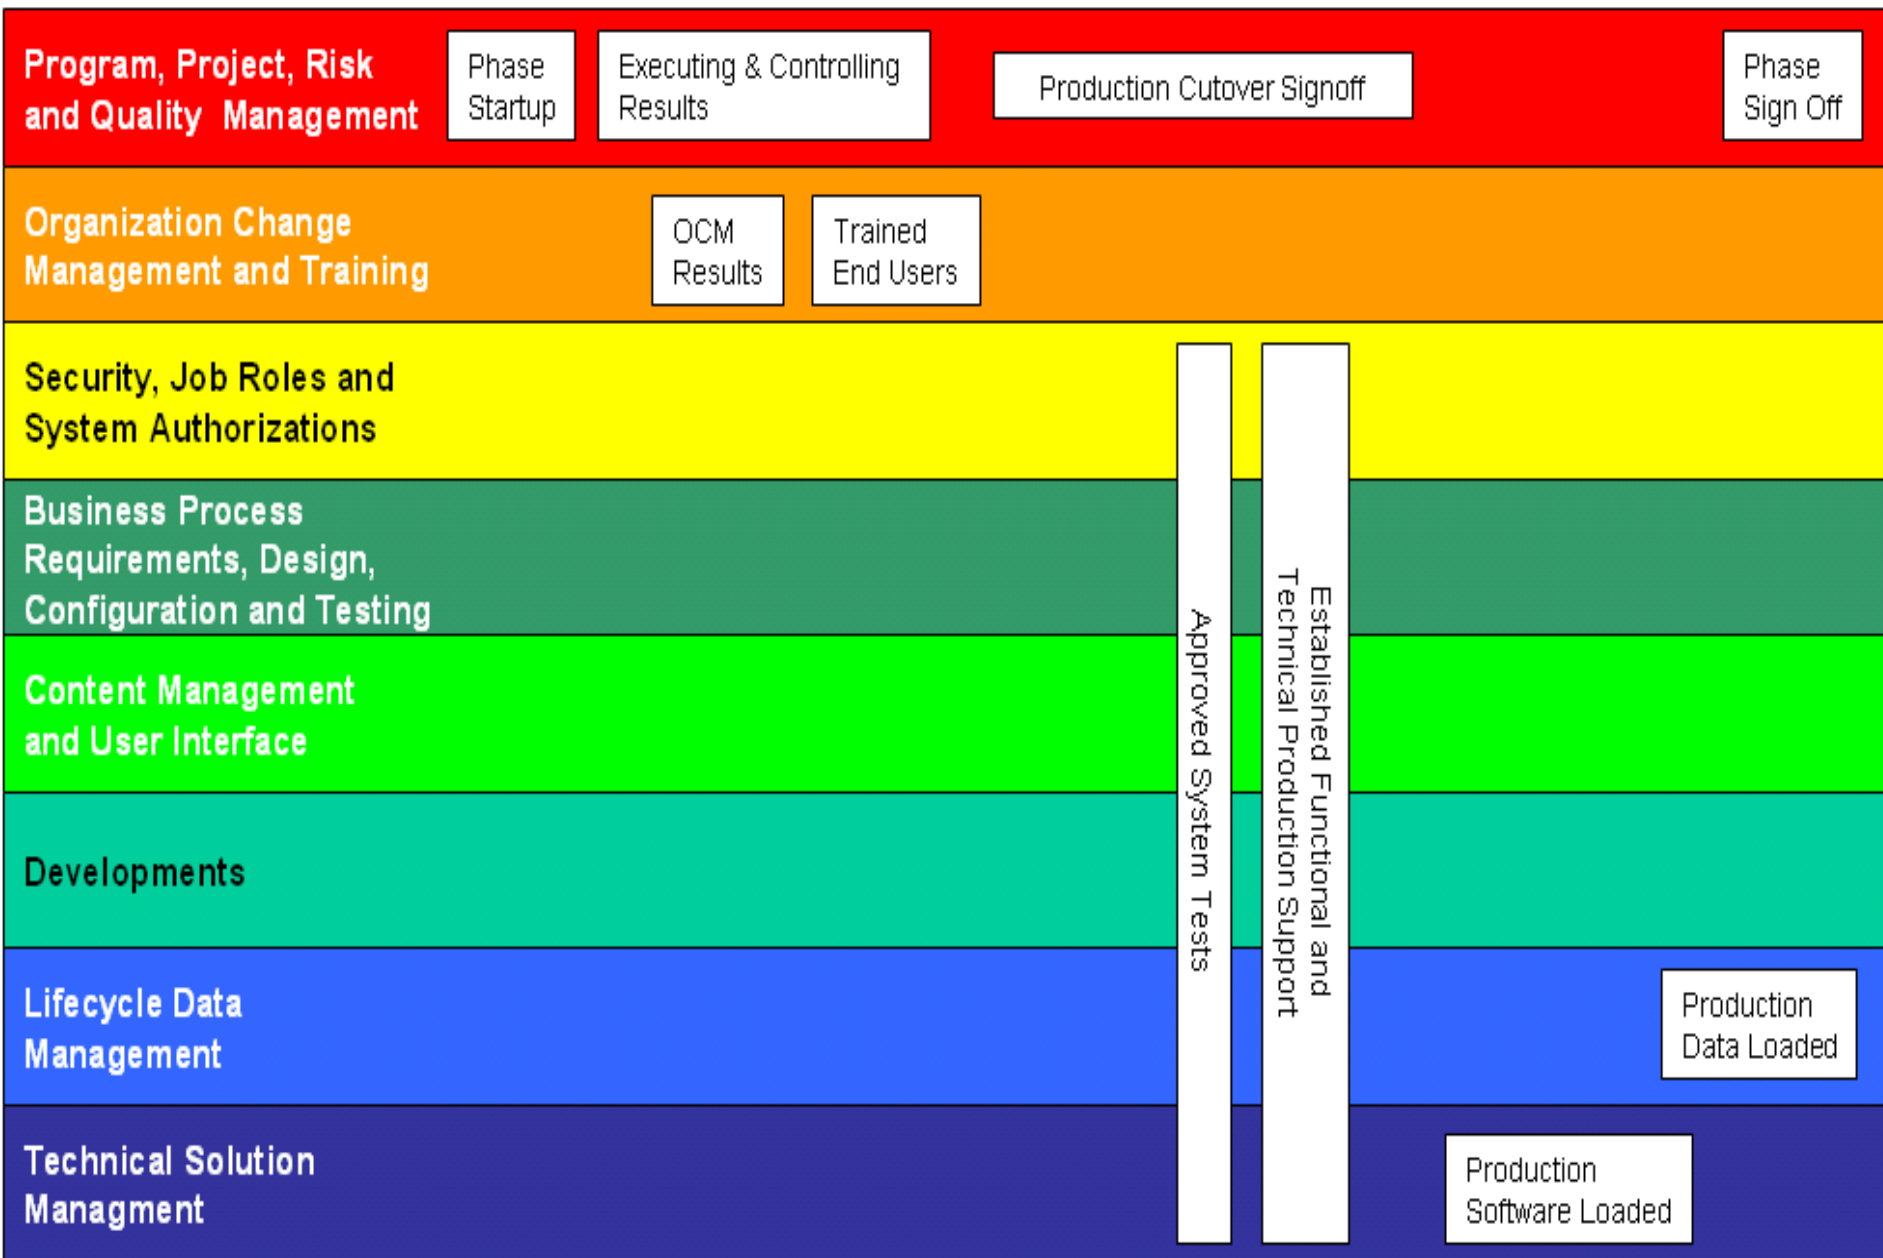 Program, Project, Risk
and Quality Management
Phase
Startup
Executing & Controlling
Results
Production Cutover Signoff
Phase
Sign Off
Organization Change
Management and Training
OCM
Results
Trained
End Users
Security, Job Roles and
System Authorizations
Business Process
Requirements, Design,
Configuration and Testing
Content Management
and User Interface
Developments
Approved System Tests
Established Functional and
Technical Production Support
Lifecycle Data
Management
Production
Data Loaded
Technical Solution
Managment
Production
Software Loaded